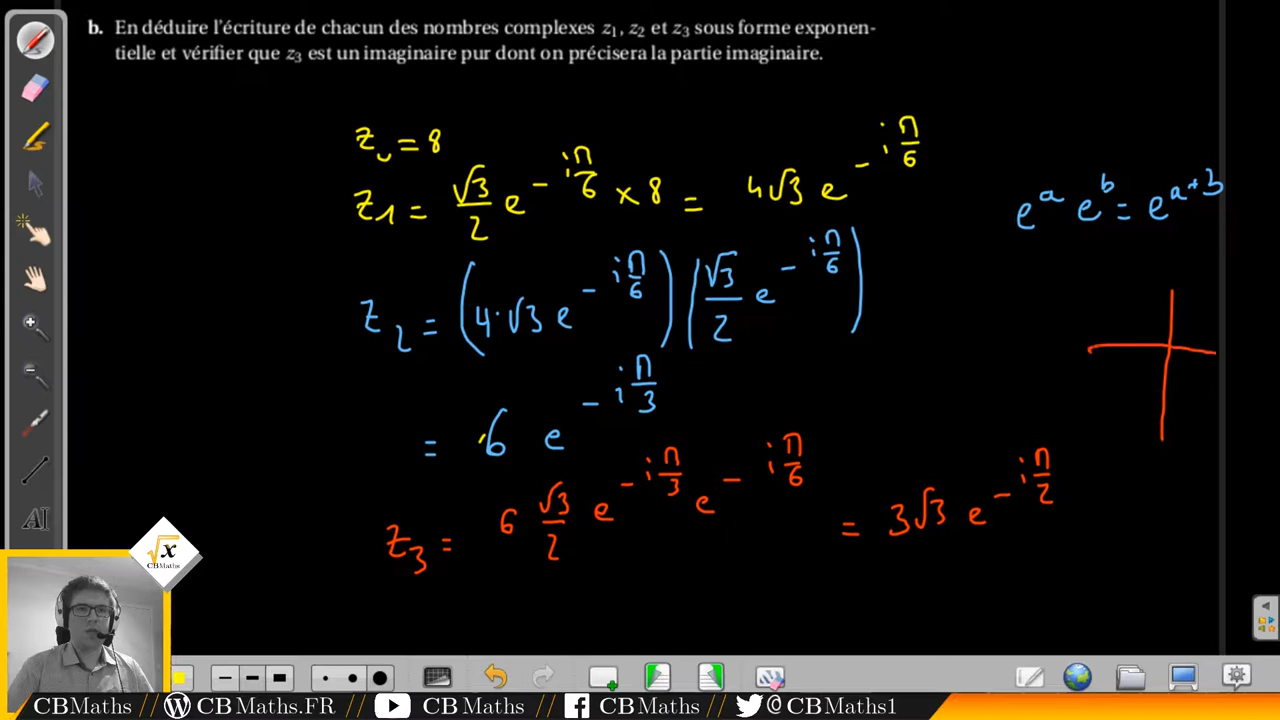 b. En déduire l'écriture de chacun des nombres complexes z₁, z₂ et z₃ sous forme exponen-
tielle et vérifier que z₃ est un imaginaire pur dont on précisera la partie imaginaire.
z₀ = 8
z₁ = √3/2 e^(-iπ/6) × 8 = 4√3 e^(-iπ/6)
e^a e^b = e^(a+b)
z₂ = (4·√3 e^(-iπ/6)) (√3/2 e^(-iπ/6))
= 6 e^(-iπ/3)
z₃ = 6 √3/2 e^(-iπ/3) e^(-iπ/6) = 3√3 e^(-iπ/2)
AI
√x
CBMaths
CBMaths CBMaths.FR CBMaths CBMaths @CBMaths1